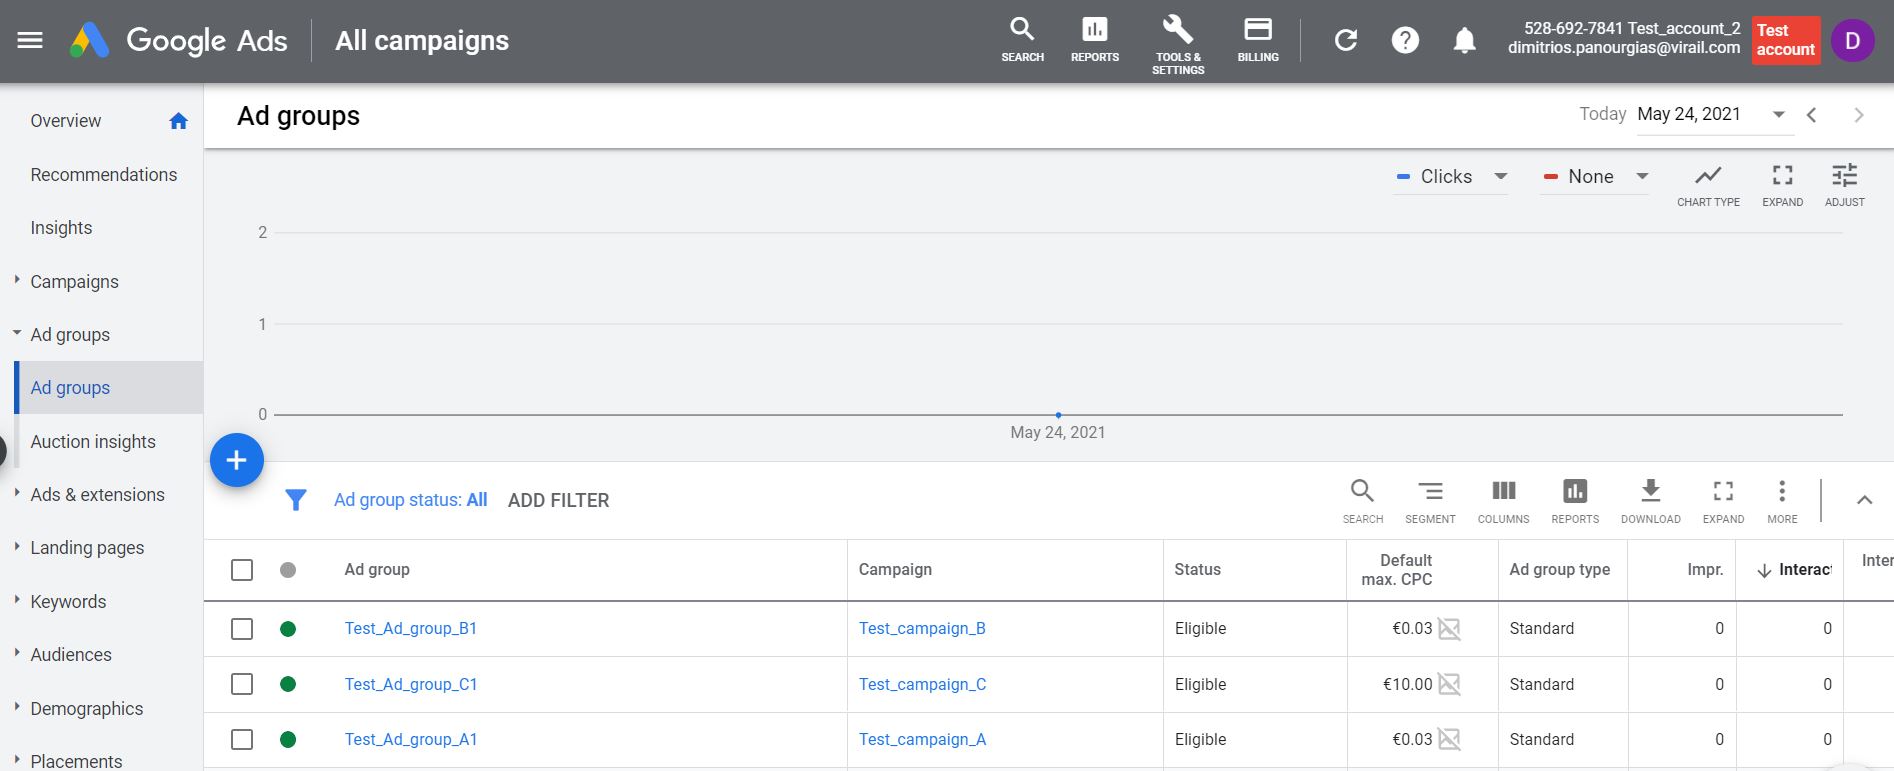 Google Ads
All campaigns
SEARCH
REPORTS
TOOLS &
SETTINGS
BILLING
528-692-7841 Test_account_2
dimitrios.panourgias@virail.com
Test
account
D
Overview
Recommendations
Insights
Campaigns
Ad groups
Ad groups
Auction insights
Ads & extensions
Landing pages
Keywords
Audiences
Demographics
Placements
Ad groups
Today May 24, 2021
Clicks
None
CHART TYPE
EXPAND
ADJUST
2
1
0
May 24, 2021
Ad group status: All ADD FILTER
SEARCH
SEGMENT
COLUMNS
REPORTS
DOWNLOAD
EXPAND
MORE
Ad group Campaign Status Default max. CPC Ad group type Impr. Interact Inter
Test_Ad_group_B1 Test_campaign_B Eligible €0.03 Standard 0 0
Test_Ad_group_C1 Test_campaign_C Eligible €10.00 Standard 0 0
Test_Ad_group_A1 Test_campaign_A Eligible €0.03 Standard 0 0